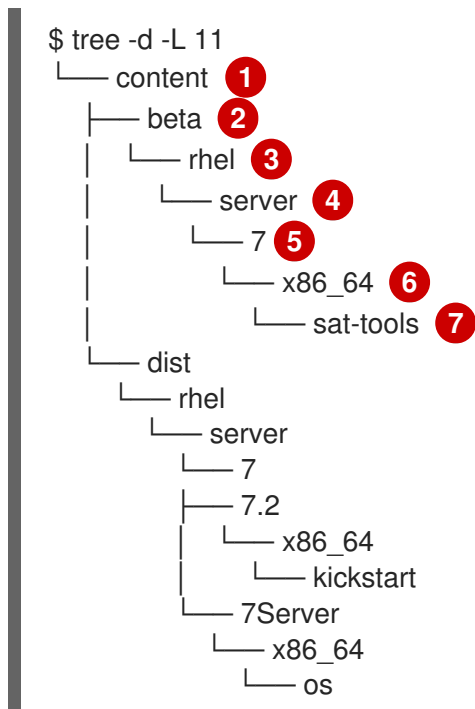 $ tree -d -L 11
└── content 1
├── beta 2
│ └── rhel 3
│ └── server 4
│ └── 7 5
│ └── x86_64 6
│ └── sat-tools 7
└── dist
└── rhel
└── server
└── 7
├── 7.2
│ └── x86_64
│ └── kickstart
└── 7Server
└── x86_64
└── os